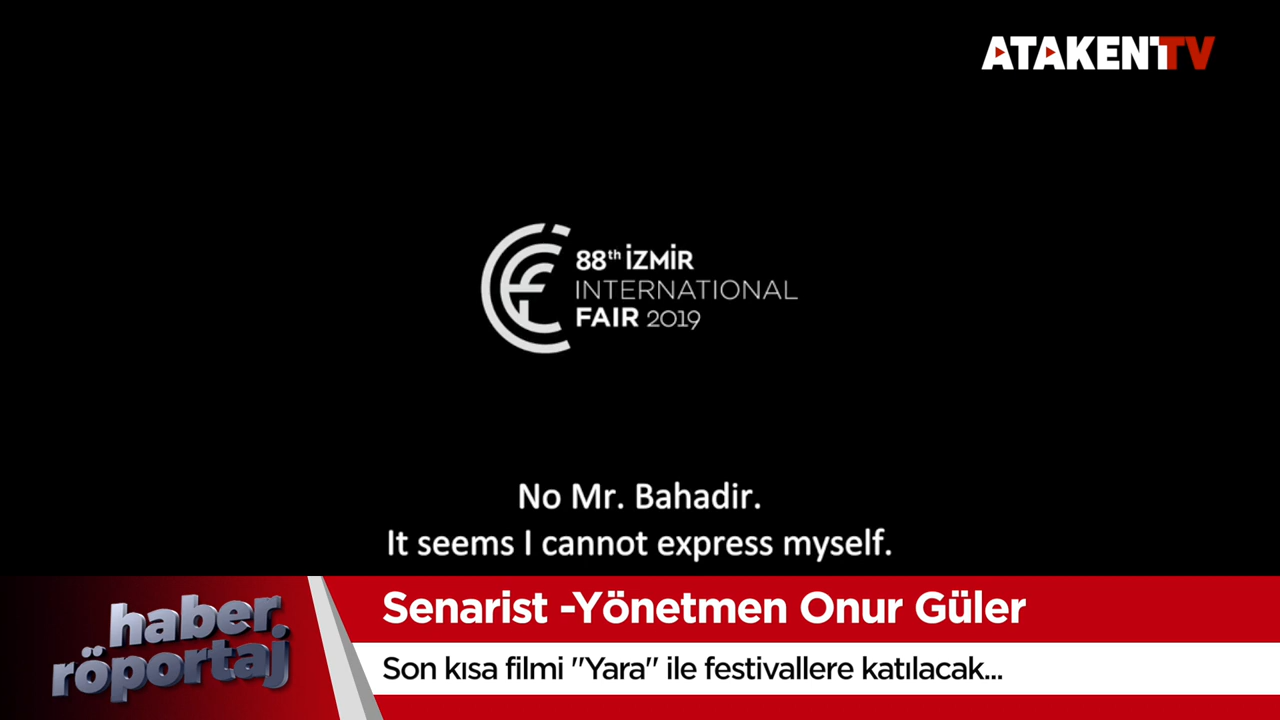 ATAKENTTV
88th İZMİR
INTERNATIONAL
FAIR 2019
No Mr. Bahadir.
It seems I cannot express myself.
haber
röportaj
Senarist -Yönetmen Onur Güler
Son kısa filmi "Yara" ile festivallere katılacak...